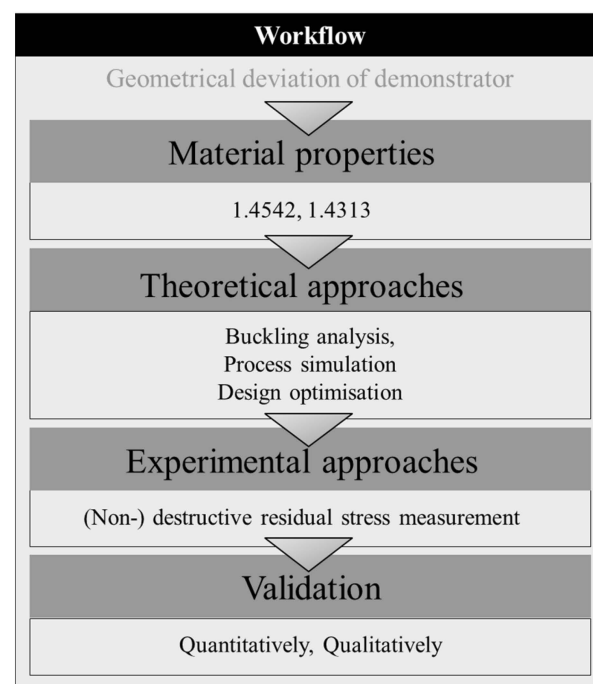 Workflow
Geometrical deviation of demonstrator
Material properties
1.4542, 1.4313
Theoretical approaches
Buckling analysis,
Process simulation
Design optimisation
Experimental approaches
(Non-) destructive residual stress measurement
Validation
Quantitatively, Qualitatively